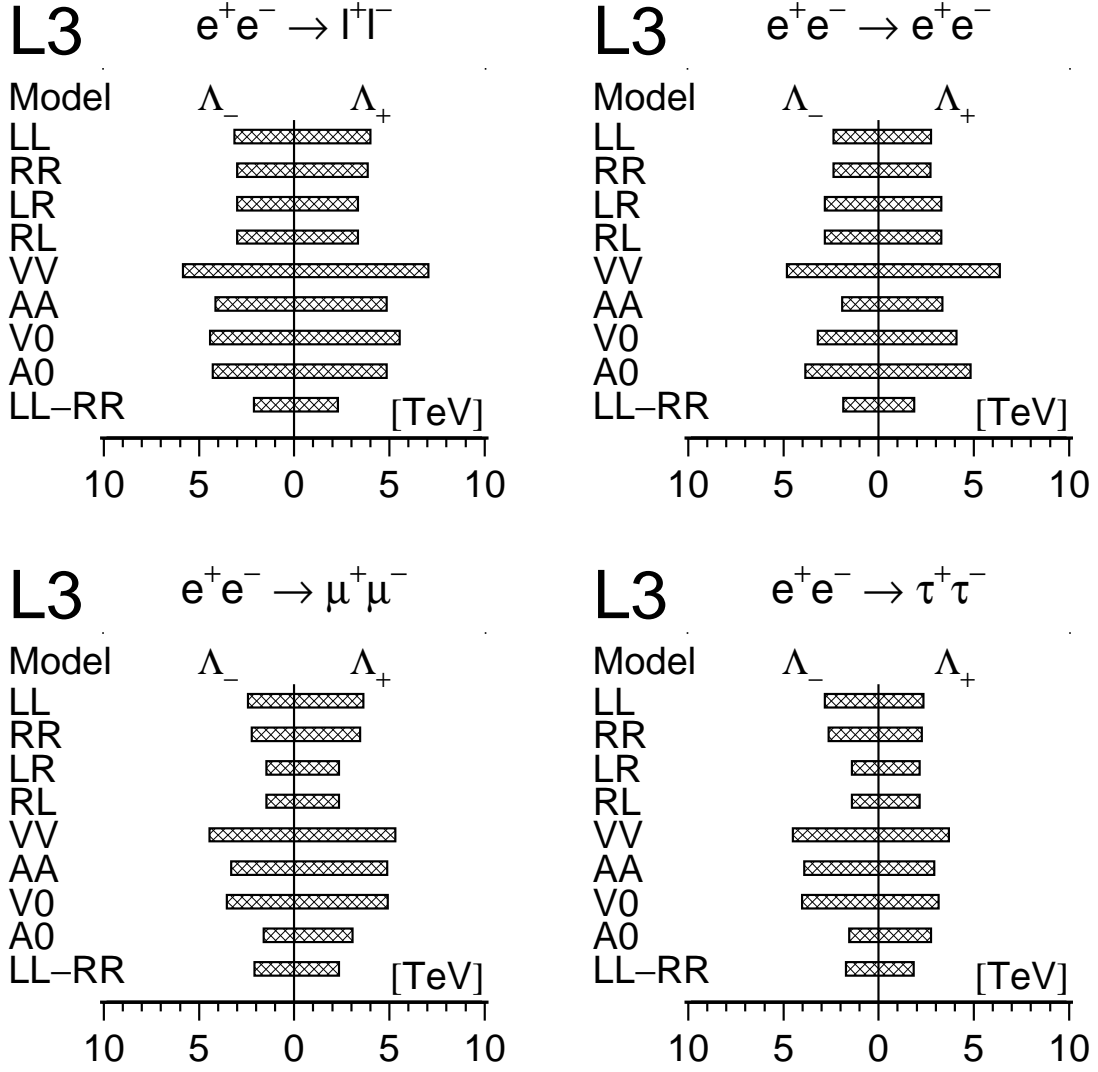 L3 e⁺e⁻ → l⁺l⁻
Model Λ₋ Λ₊
LL
RR
LR
RL
VV
AA
V0
A0
LL−RR [TeV]
10 5 0 5 10
L3 e⁺e⁻ → e⁺e⁻
Model Λ₋ Λ₊
LL
RR
LR
RL
VV
AA
V0
A0
LL−RR [TeV]
10 5 0 5 10
L3 e⁺e⁻ → μ⁺μ⁻
Model Λ₋ Λ₊
LL
RR
LR
RL
VV
AA
V0
A0
LL−RR [TeV]
10 5 0 5 10
L3 e⁺e⁻ → τ⁺τ⁻
Model Λ₋ Λ₊
LL
RR
LR
RL
VV
AA
V0
A0
LL−RR [TeV]
10 5 0 5 10